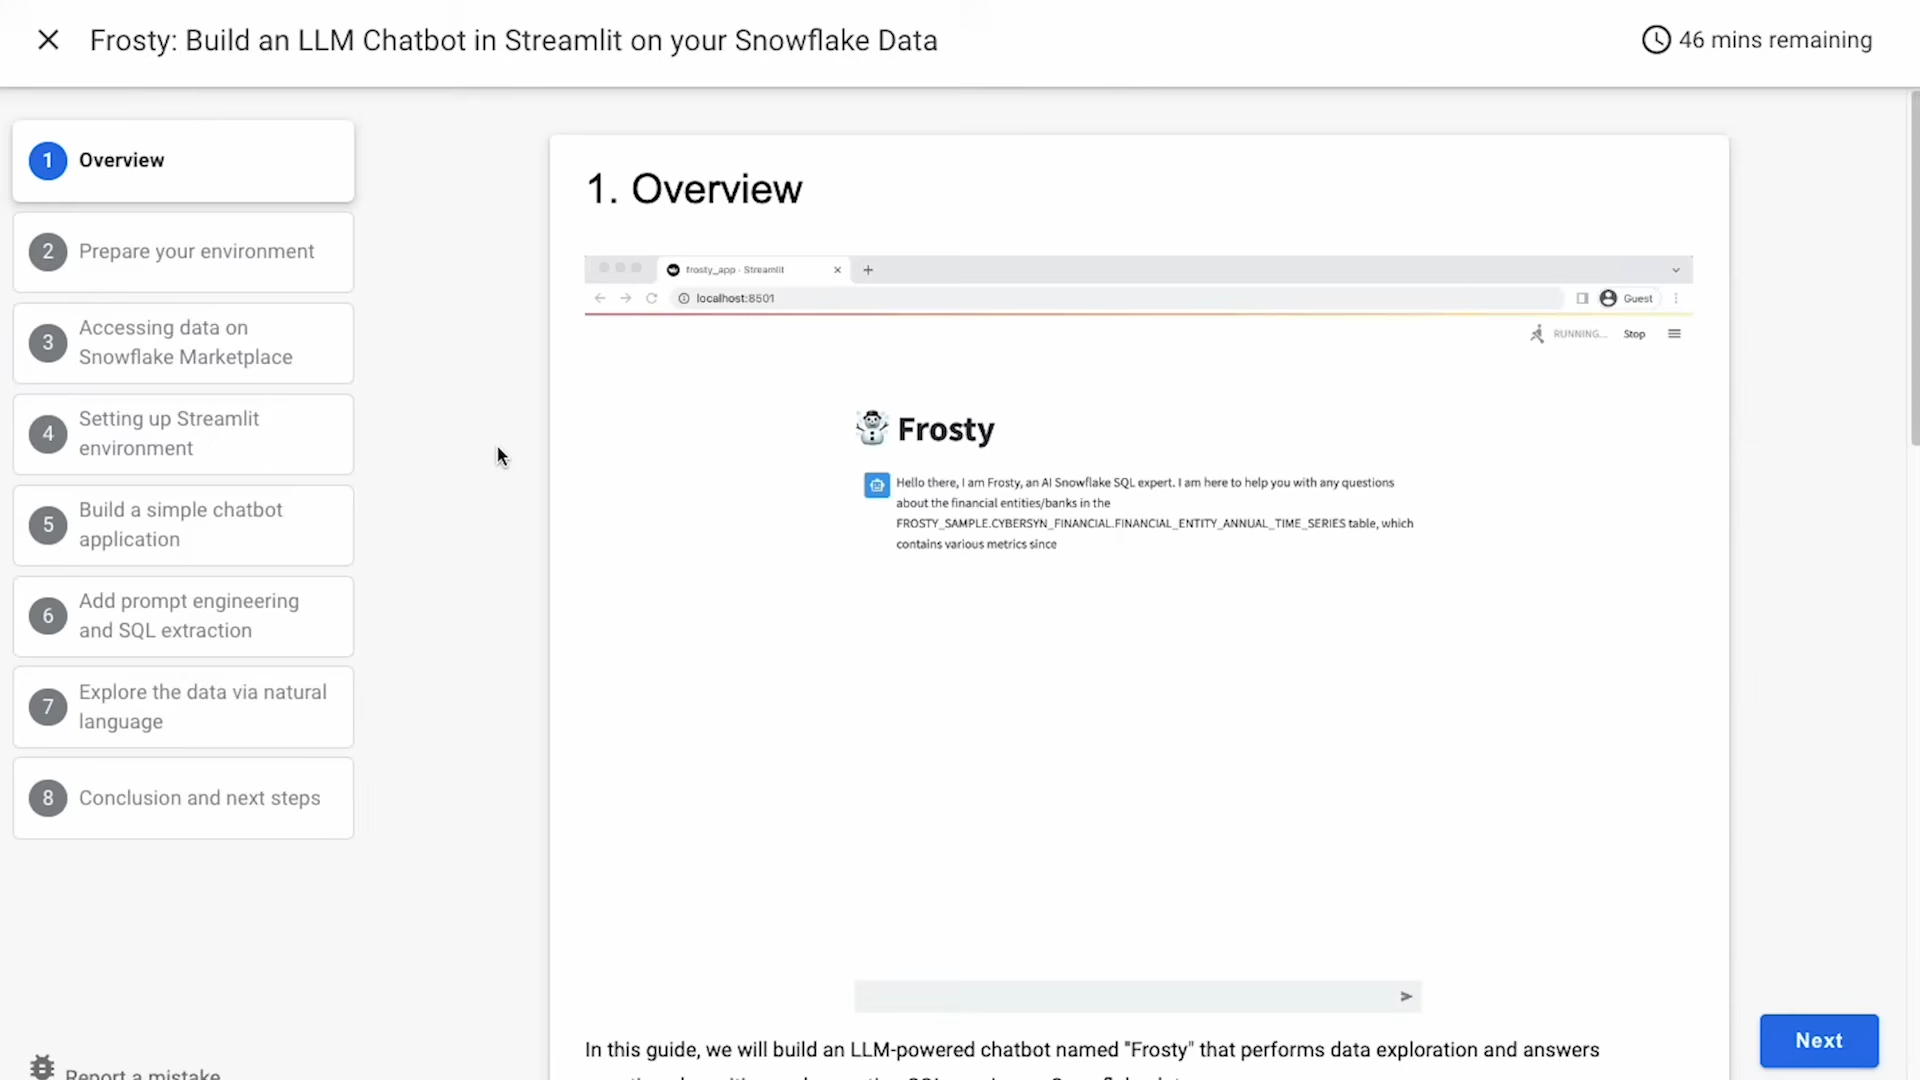 Frosty: Build an LLM Chatbot in Streamlit on your Snowflake Data
46 mins remaining
1 Overview
2 Prepare your environment
3 Accessing data on
Snowflake Marketplace
4 Setting up Streamlit
environment
5 Build a simple chatbot
application
6 Add prompt engineering
and SQL extraction
7 Explore the data via natural
language
8 Conclusion and next steps
Report a mistake
1. Overview
frosty_app · Streamlit
localhost:8501
Guest
RUNNING...
Stop
Frosty
Hello there, I am Frosty, an AI Snowflake SQL expert. I am here to help you with any questions
about the financial entities/banks in the
FROSTY_SAMPLE.CYBERSYN_FINANCIAL.FINANCIAL_ENTITY_ANNUAL_TIME_SERIES table, which
contains various metrics since
In this guide, we will build an LLM-powered chatbot named "Frosty" that performs data exploration and answers
Next